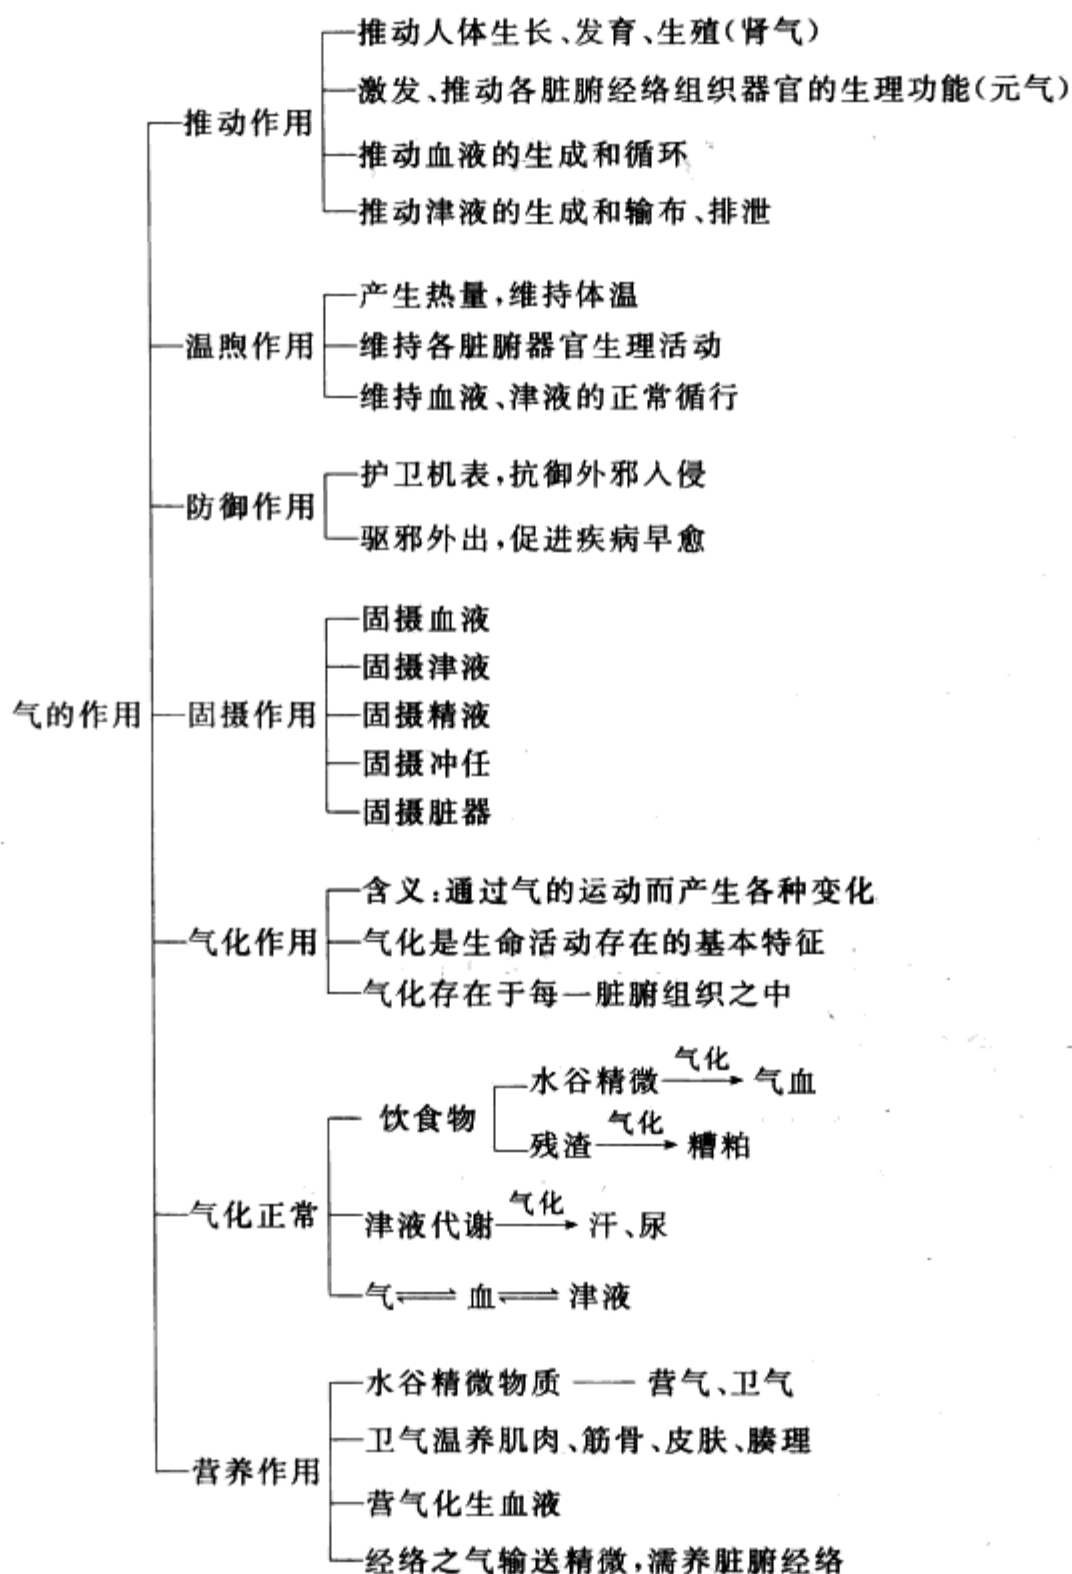 推动人体生长、发育、生殖(肾气)
激发、推动各脏腑经络组织器官的生理功能(元气)
推动作用
推动血液的生成和循环
推动津液的生成和输布、排泄
产生热量,维持体温
温煦作用
维持各脏腑器官生理活动
维持血液、津液的正常循行
护卫机表,抗御外邪人侵
防御作用
驱邪外出,促进疾病早愈
固摄血液
固摄津液
气的作用
固摄作用
固摄精液
固摄冲任
固摄脏器
含义:通过气的运动而产生各种变化
气化作用
气化是生命活动存在的基本特征
气化存在于每一脏腑组织之中
饮食物
水谷精微 气化→ 气血
残渣 气化→ 糟粕
气化正常
津液代谢 气化→ 汗、尿
气⇌血⇌津液
水谷精微物质——营气、卫气
卫气温养肌肉、筋骨、皮肤、腠理
营养作用
营气化生血液
经络之气输送精微,濡养脏腑经络